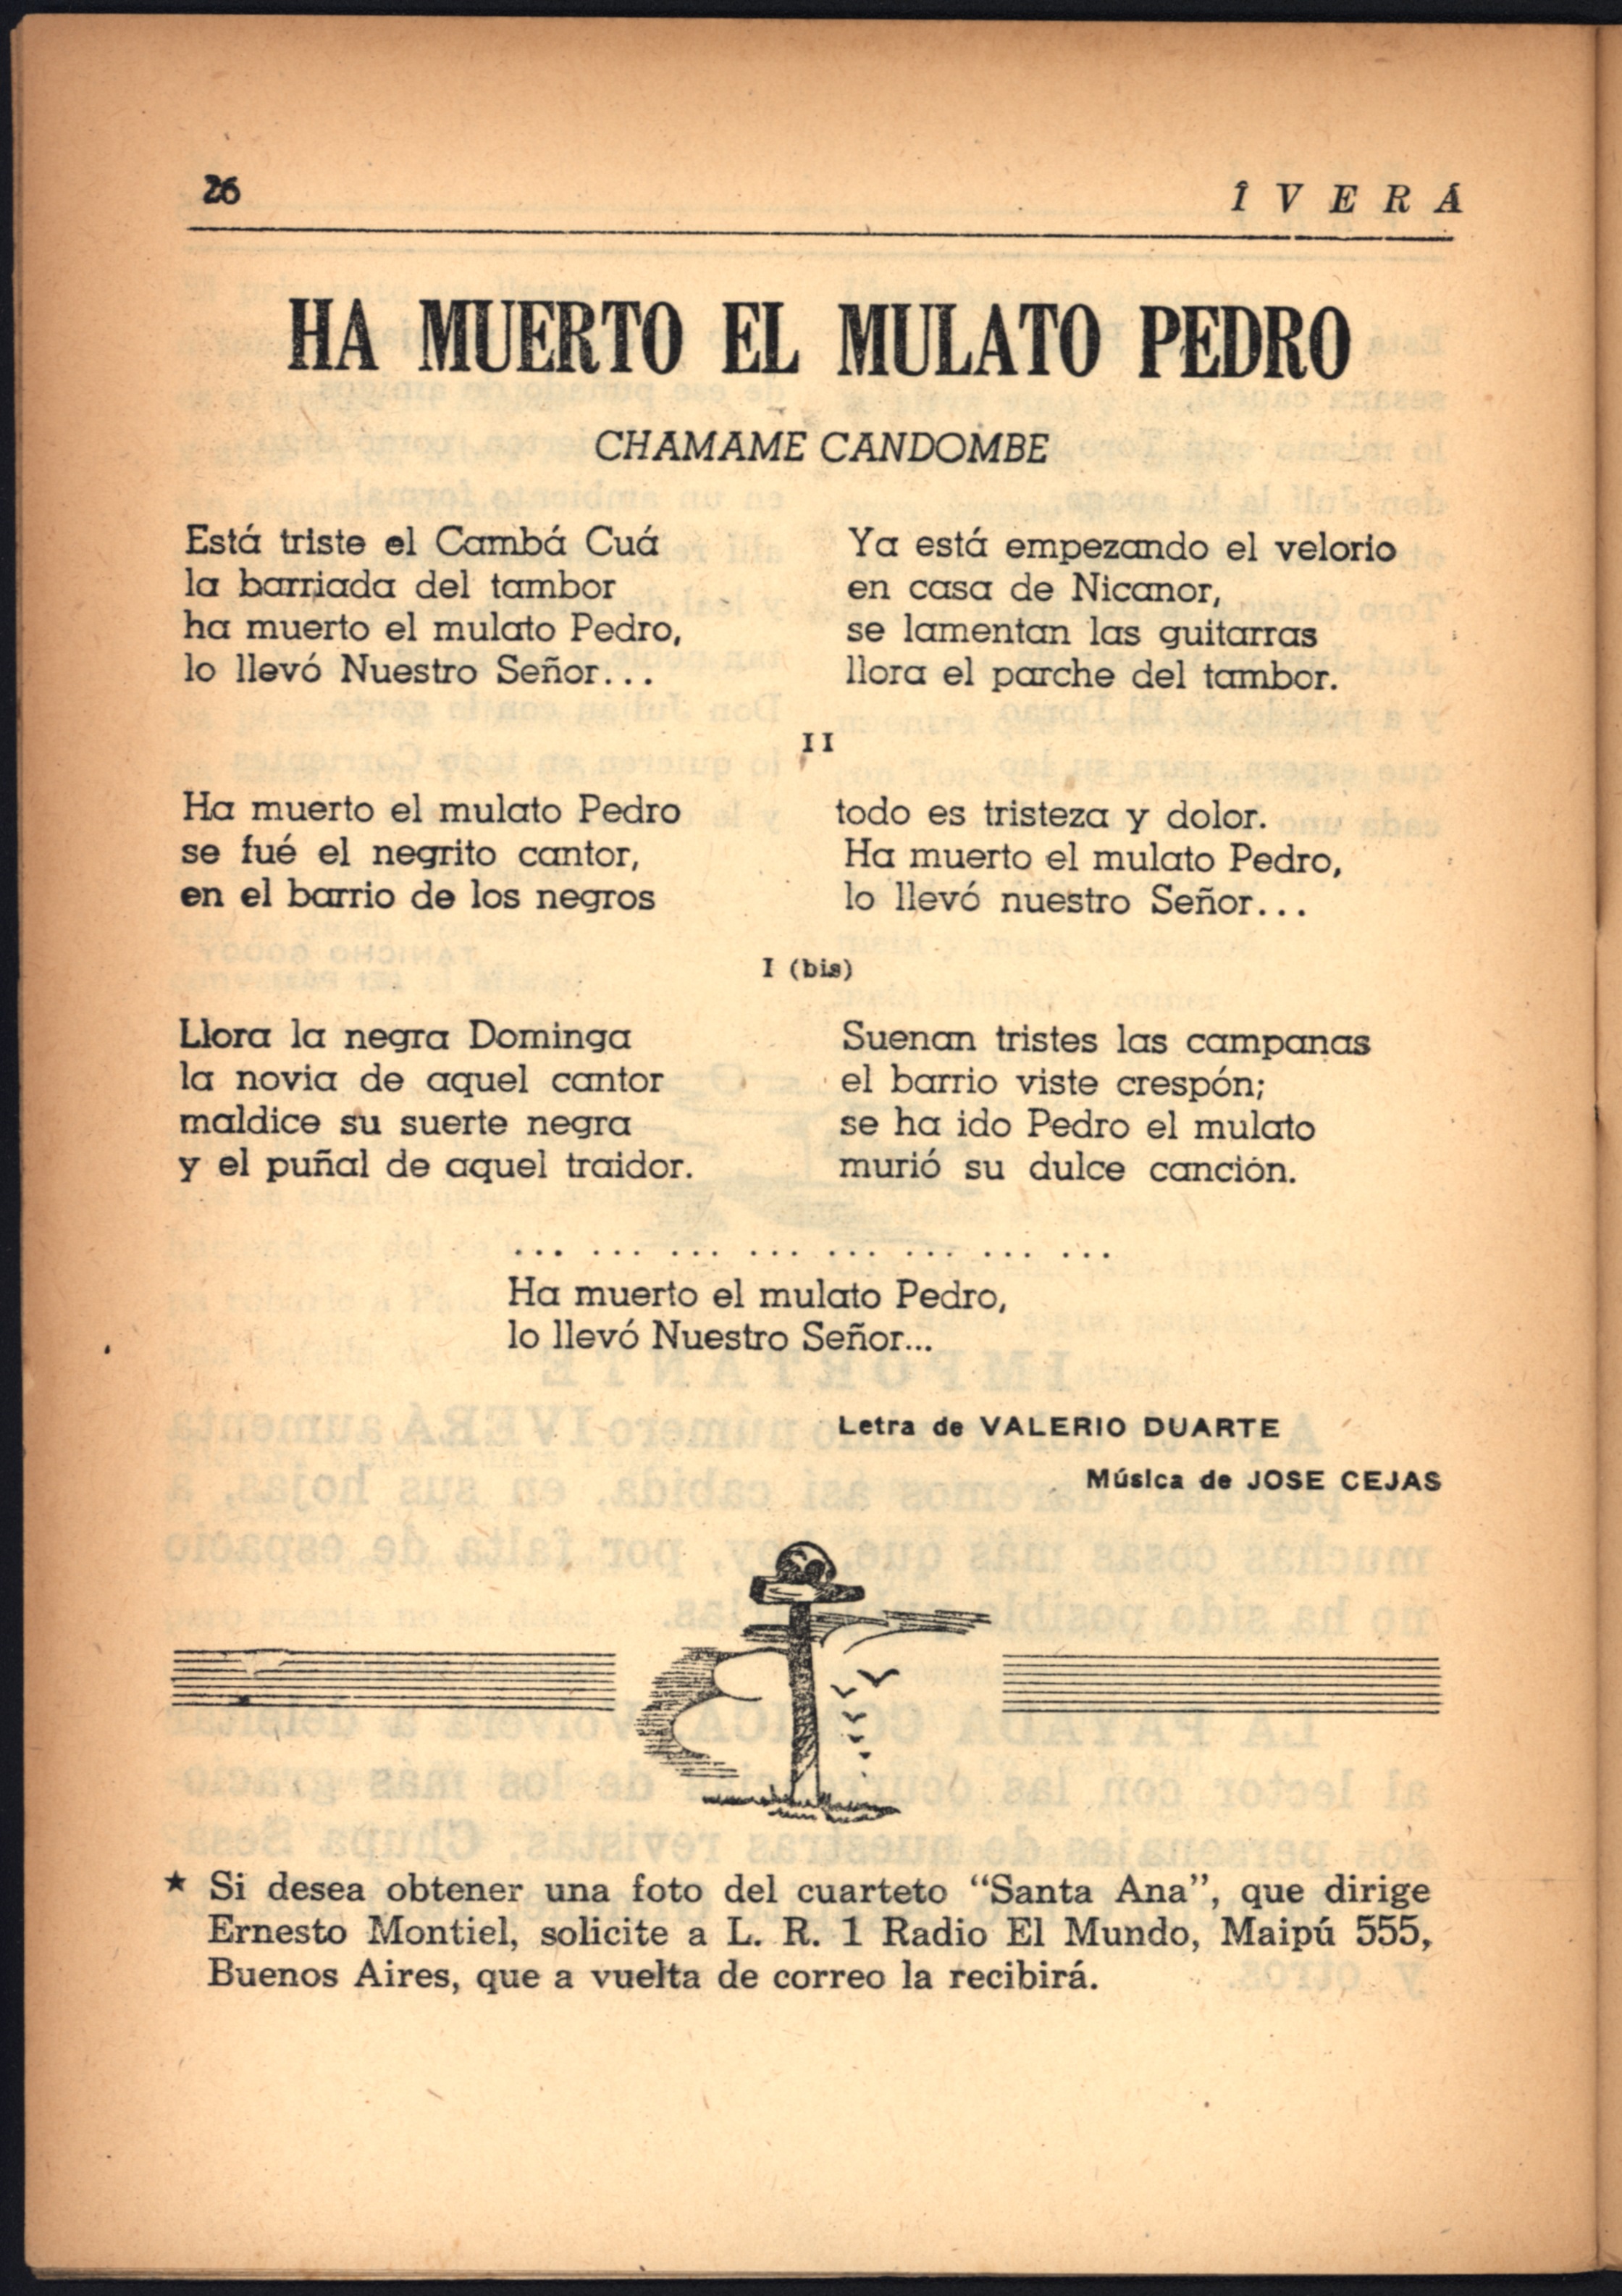 26
Î VERÁ
HA MUERTO EL MULATO PEDRO
CHAMAME CANDOMBE
Está triste el Cambá Cuá
la barriada del tambor
ha muerto el mulato Pedro,
lo llevó Nuestro Señor...
Ya está empezando el velorio
en casa de Nicanor,
se lamentan las guitarras
llora el parche del tambor.
II
Ha muerto el mulato Pedro
se fué el negrito cantor,
en el barrio de los negros
todo es tristeza y dolor.
Ha muerto el mulato Pedro,
lo llevó nuestro Señor...
I (bis)
Llora la negra Dominga
la novia de aquel cantor
maldice su suerte negra
y el puñal de aquel traidor.
Suenan tristes las campanas
el barrio viste crespón;
se ha ido Pedro el mulato
murió su dulce canción.
... ... ... ... ... ... ... ...
Ha muerto el mulato Pedro,
lo llevó Nuestro Señor...
Letra de VALERIO DUARTE
Música de JOSE CEJAS
★ Si desea obtener una foto del cuarteto “Santa Ana”, que dirige
Ernesto Montiel, solicite a L. R. 1 Radio El Mundo, Maipú 555,
Buenos Aires, que a vuelta de correo la recibirá.